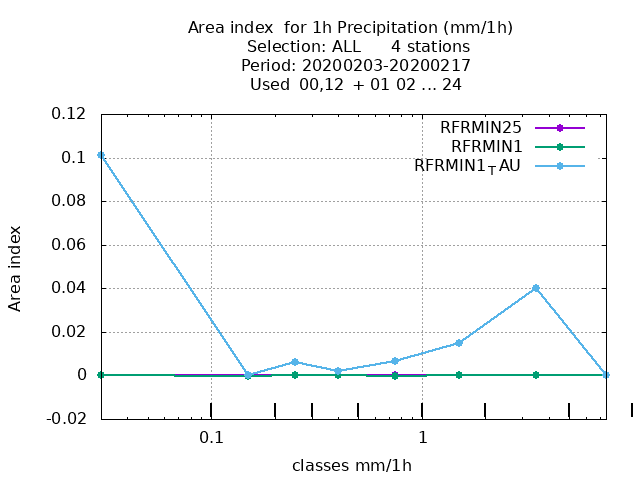 Area index  for 1h Precipitation (mm/1h)
Selection: ALL      4 stations
Period: 20200203-20200217
Used  00,12  + 01 02 ... 24
RFRMIN25
RFRMIN1
RFRMIN1TAU
0.12
0.1
0.08
0.06
0.04
0.02
0
-0.02
Area index
0.1
1
classes mm/1h